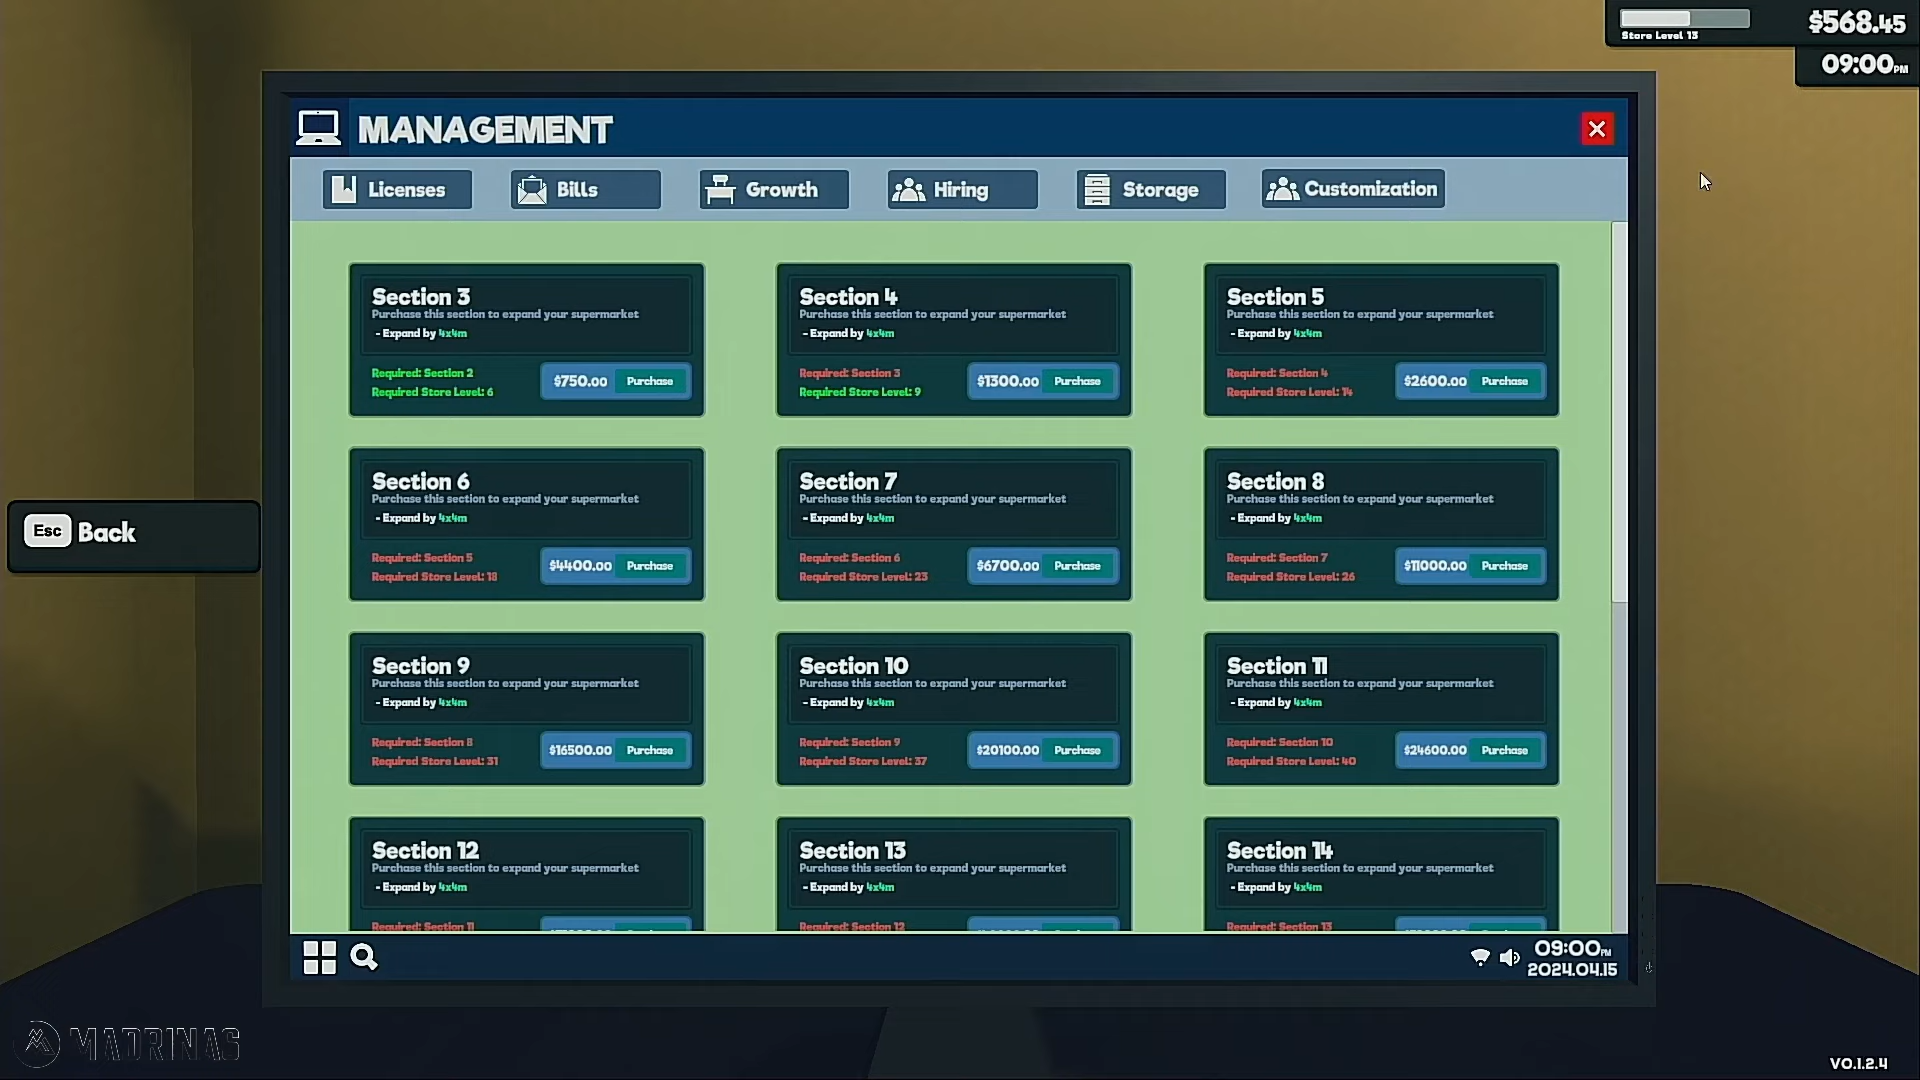 Store Level 13
$568.45
09:00PM
MANAGEMENT
Licenses
Bills
Growth
Hiring
Storage
Customization
Section 3
Purchase this section to expand your supermarket
- Expand by 4x4m
Required: Section 2
Required Store Level: 6
$750.00 Purchase
Section 4
Purchase this section to expand your supermarket
- Expand by 4x4m
Required: Section 3
Required Store Level: 9
$1300.00 Purchase
Section 5
Purchase this section to expand your supermarket
- Expand by 4x4m
Required: Section 4
Required Store Level: 14
$2600.00 Purchase
Section 6
Purchase this section to expand your supermarket
- Expand by 4x4m
Required: Section 5
Required Store Level: 18
$4400.00 Purchase
Section 7
Purchase this section to expand your supermarket
- Expand by 4x4m
Required: Section 6
Required Store Level: 23
$6700.00 Purchase
Section 8
Purchase this section to expand your supermarket
- Expand by 4x4m
Required: Section 7
Required Store Level: 26
$11000.00 Purchase
Esc Back
Section 9
Purchase this section to expand your supermarket
- Expand by 4x4m
Required: Section 8
Required Store Level: 31
$16500.00 Purchase
Section 10
Purchase this section to expand your supermarket
- Expand by 4x4m
Required: Section 9
Required Store Level: 37
$20100.00 Purchase
Section 11
Purchase this section to expand your supermarket
- Expand by 4x4m
Required: Section 10
Required Store Level: 40
$24600.00 Purchase
Section 12
Purchase this section to expand your supermarket
- Expand by 4x4m
Required: Section 11
Section 13
Purchase this section to expand your supermarket
- Expand by 4x4m
Required: Section 12
Section 14
Purchase this section to expand your supermarket
- Expand by 4x4m
Required: Section 13
09:00PM
2024.04.15
MADRINAS
V0.1.2.4